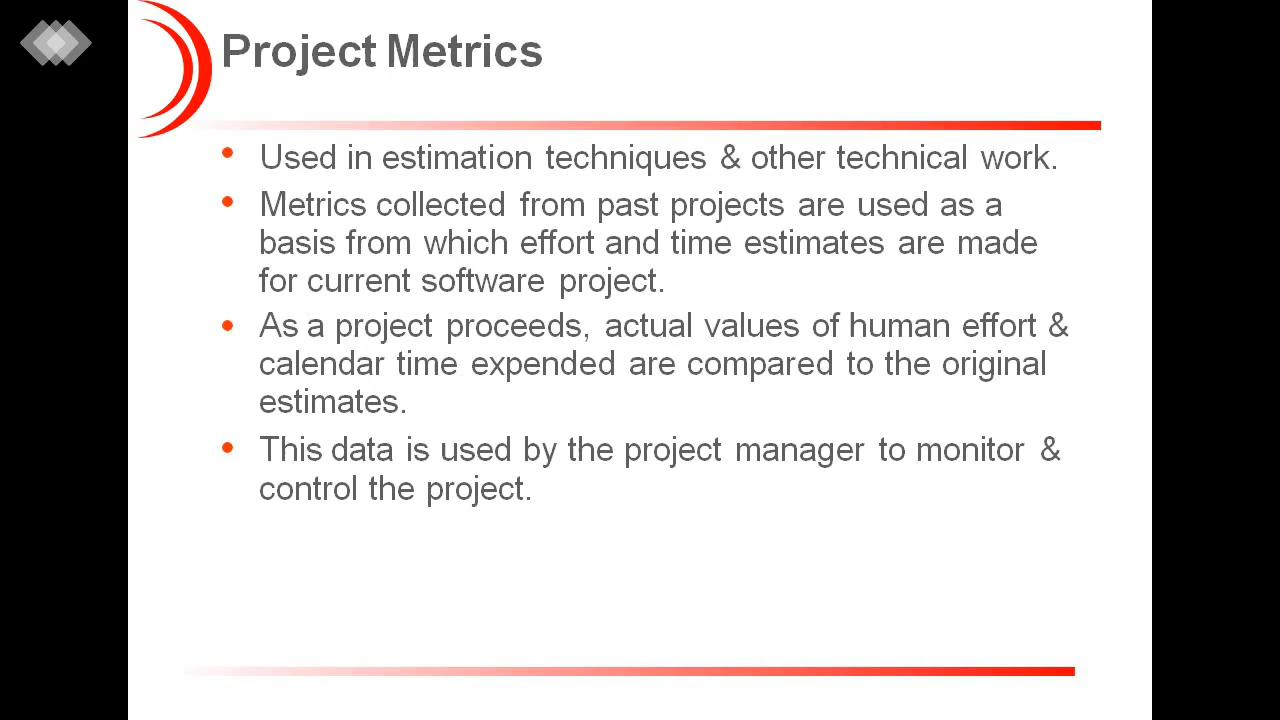 Project Metrics
Used in estimation techniques & other technical work.
Metrics collected from past projects are used as a
basis from which effort and time estimates are made
for current software project.
As a project proceeds, actual values of human effort &
calendar time expended are compared to the original
estimates.
This data is used by the project manager to monitor &
control the project.